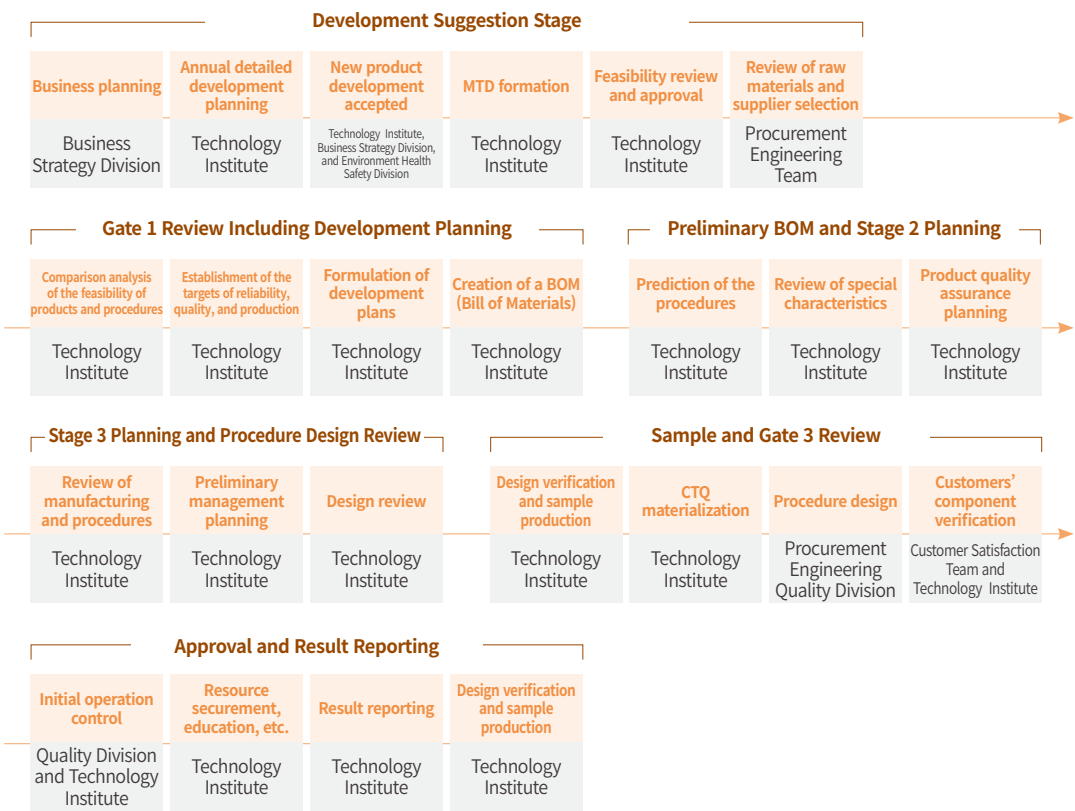 Development Suggestion Stage
Business planning
Annual detailed
development
planning
New product
development
accepted
MTD formation
Feasibility review
and approval
Review of raw
materials and
supplier selection
Business
Strategy Division
Technology
Institute
Technology Institute,
Business Strategy Division,
and Environment Health
Safety Division
Technology
Institute
Technology
Institute
Procurement
Engineering
Team
Gate 1 Review Including Development Planning
Comparison analysis
of the feasibility of
products and procedures
Establishment of the
targets of reliability,
quality, and production
Formulation of
development
plans
Creation of a BOM
(Bill of Materials)
Technology
Institute
Technology
Institute
Technology
Institute
Technology
Institute
Preliminary BOM and Stage 2 Planning
Prediction of the
procedures
Review of special
characteristics
Product quality
assurance
planning
Technology
Institute
Technology
Institute
Technology
Institute
Stage 3 Planning and Procedure Design Review
Review of
manufacturing
and procedures
Preliminary
management
planning
Design review
Technology
Institute
Technology
Institute
Technology
Institute
Sample and Gate 3 Review
Design verification
and sample
production
CTQ
materialization
Procedure design
Customers’
component
verification
Technology
Institute
Technology
Institute
Procurement
Engineering
Quality Division
Customer Satisfaction
Team and
Technology Institute
Approval and Result Reporting
Initial operation
control
Resource
securement,
education, etc.
Result reporting
Design verification
and sample
production
Quality Division
and Technology
Institute
Technology
Institute
Technology
Institute
Technology
Institute